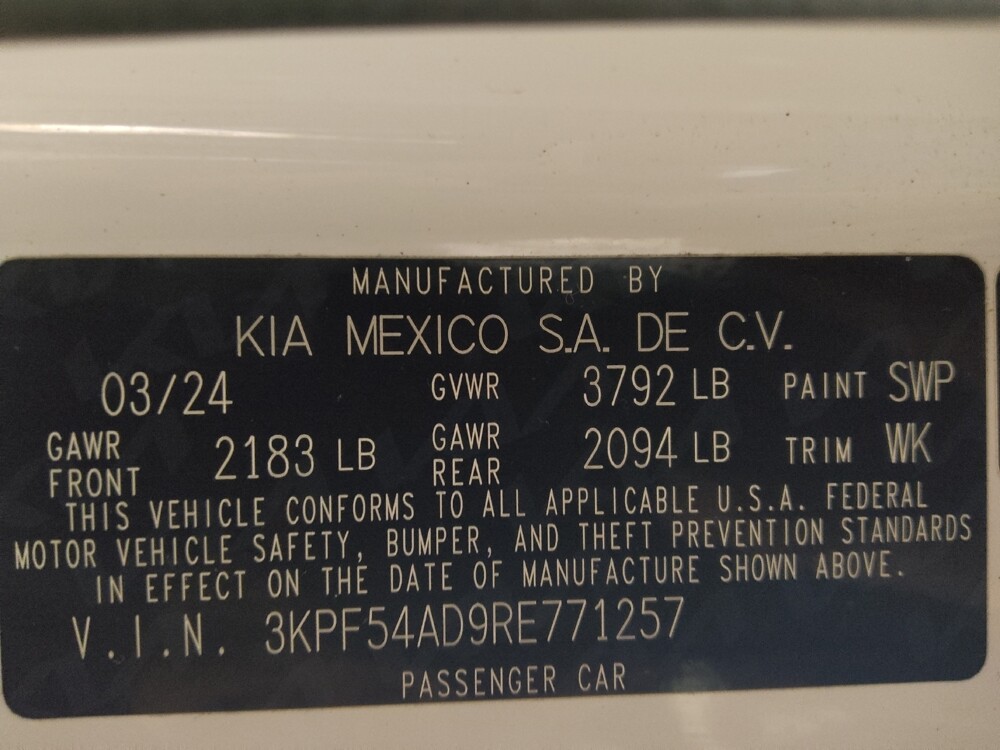 MANUFACTURED BY
KIA MEXICO S.A. DE C.V.
03/24 GVWR 3792 LB PAINT SWP
GAWR FRONT 2183 LB GAWR REAR 2094 LB TRIM WK
THIS VEHICLE CONFORMS TO ALL APPLICABLE U.S.A. FEDERAL
MOTOR VEHICLE SAFETY, BUMPER, AND THEFT PREVENTION STANDARDS
IN EFFECT ON THE DATE OF MANUFACTURE SHOWN ABOVE.
V.I.N. 3KPF54AD9RE771257
PASSENGER CAR